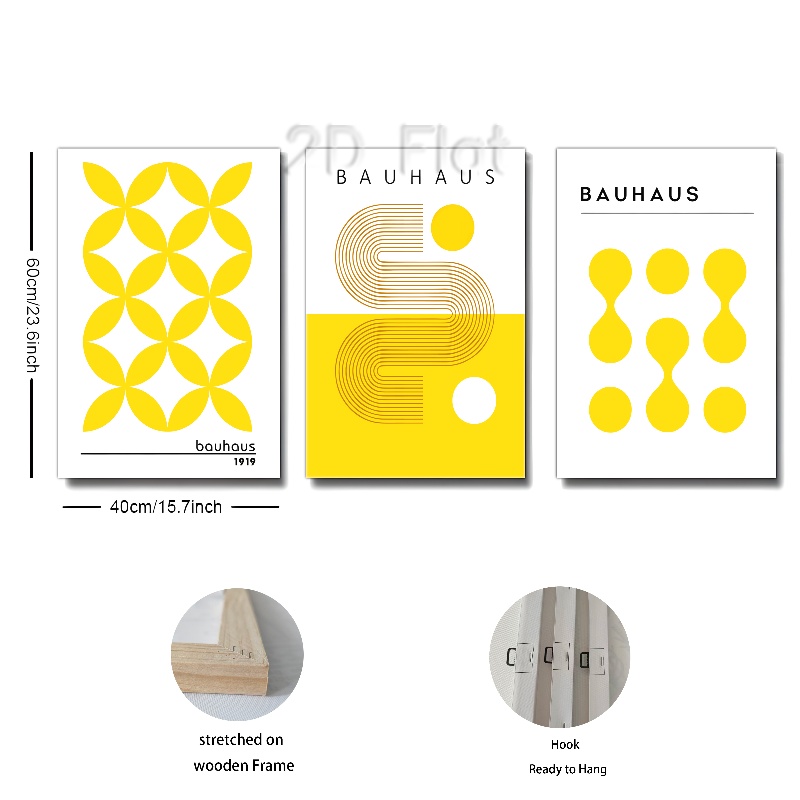 2D Flat
BAUHAUS
BAUHAUS
bauhaus
1919
60cm/23.6inch
40cm/15.7inch
stretched on
wooden Frame
Hook
Ready to Hang